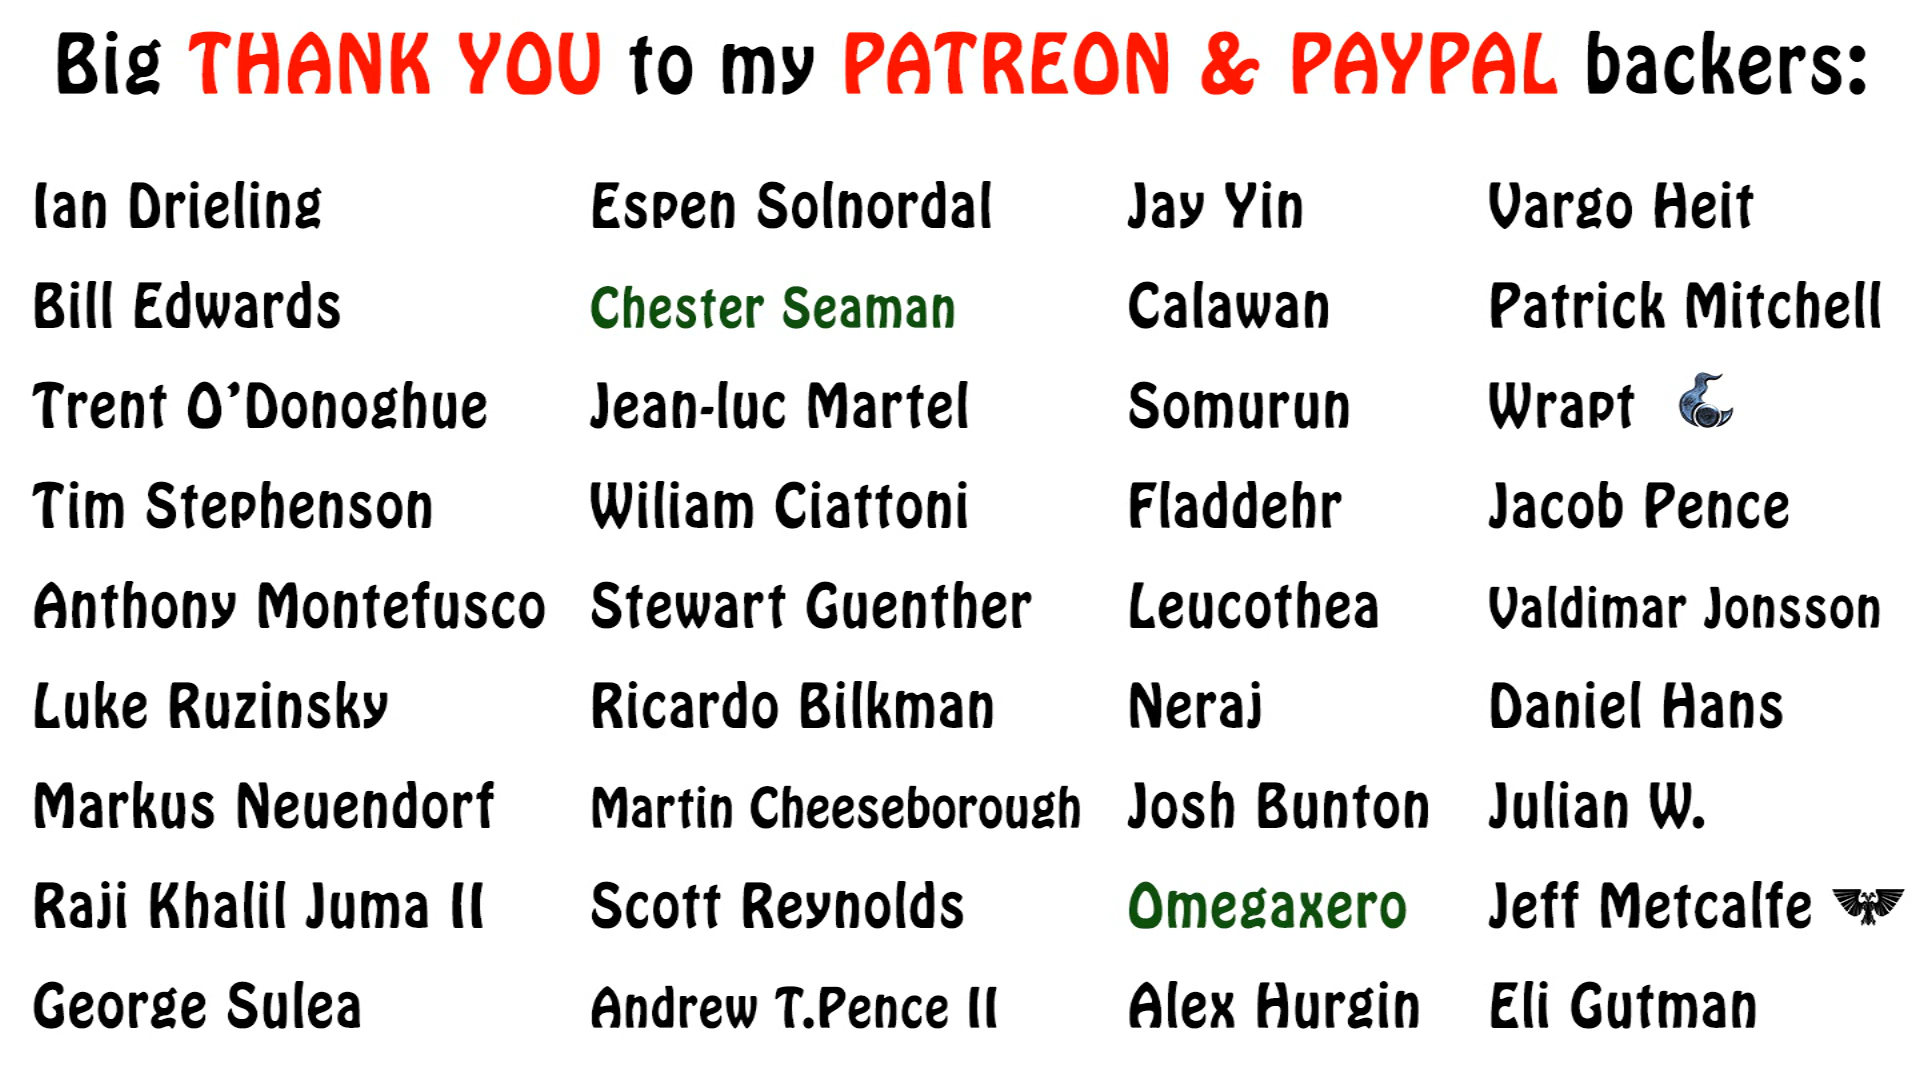 Big THANK YOU to my PATREON & PAYPAL backers:
Ian Drieling
Bill Edwards
Trent O'Donoghue
Tim Stephenson
Anthony Montefusco
Luke Ruzinsky
Markus Neuendorf
Raji Khalil Juma II
George Sulea
Espen Solnordal
Chester Seaman
Jean-luc Martel
Wiliam Ciattoni
Stewart Guenther
Ricardo Bilkman
Martin Cheeseborough
Scott Reynolds
Andrew T.Pence II
Jay Yin
Calawan
Somurun
Fladdehr
Leucothea
Neraj
Josh Bunton
Omegaxero
Alex Hurgin
Vargo Heit
Patrick Mitchell
Wrapt
Jacob Pence
Valdimar Jonsson
Daniel Hans
Julian W.
Jeff Metcalfe
Eli Gutman